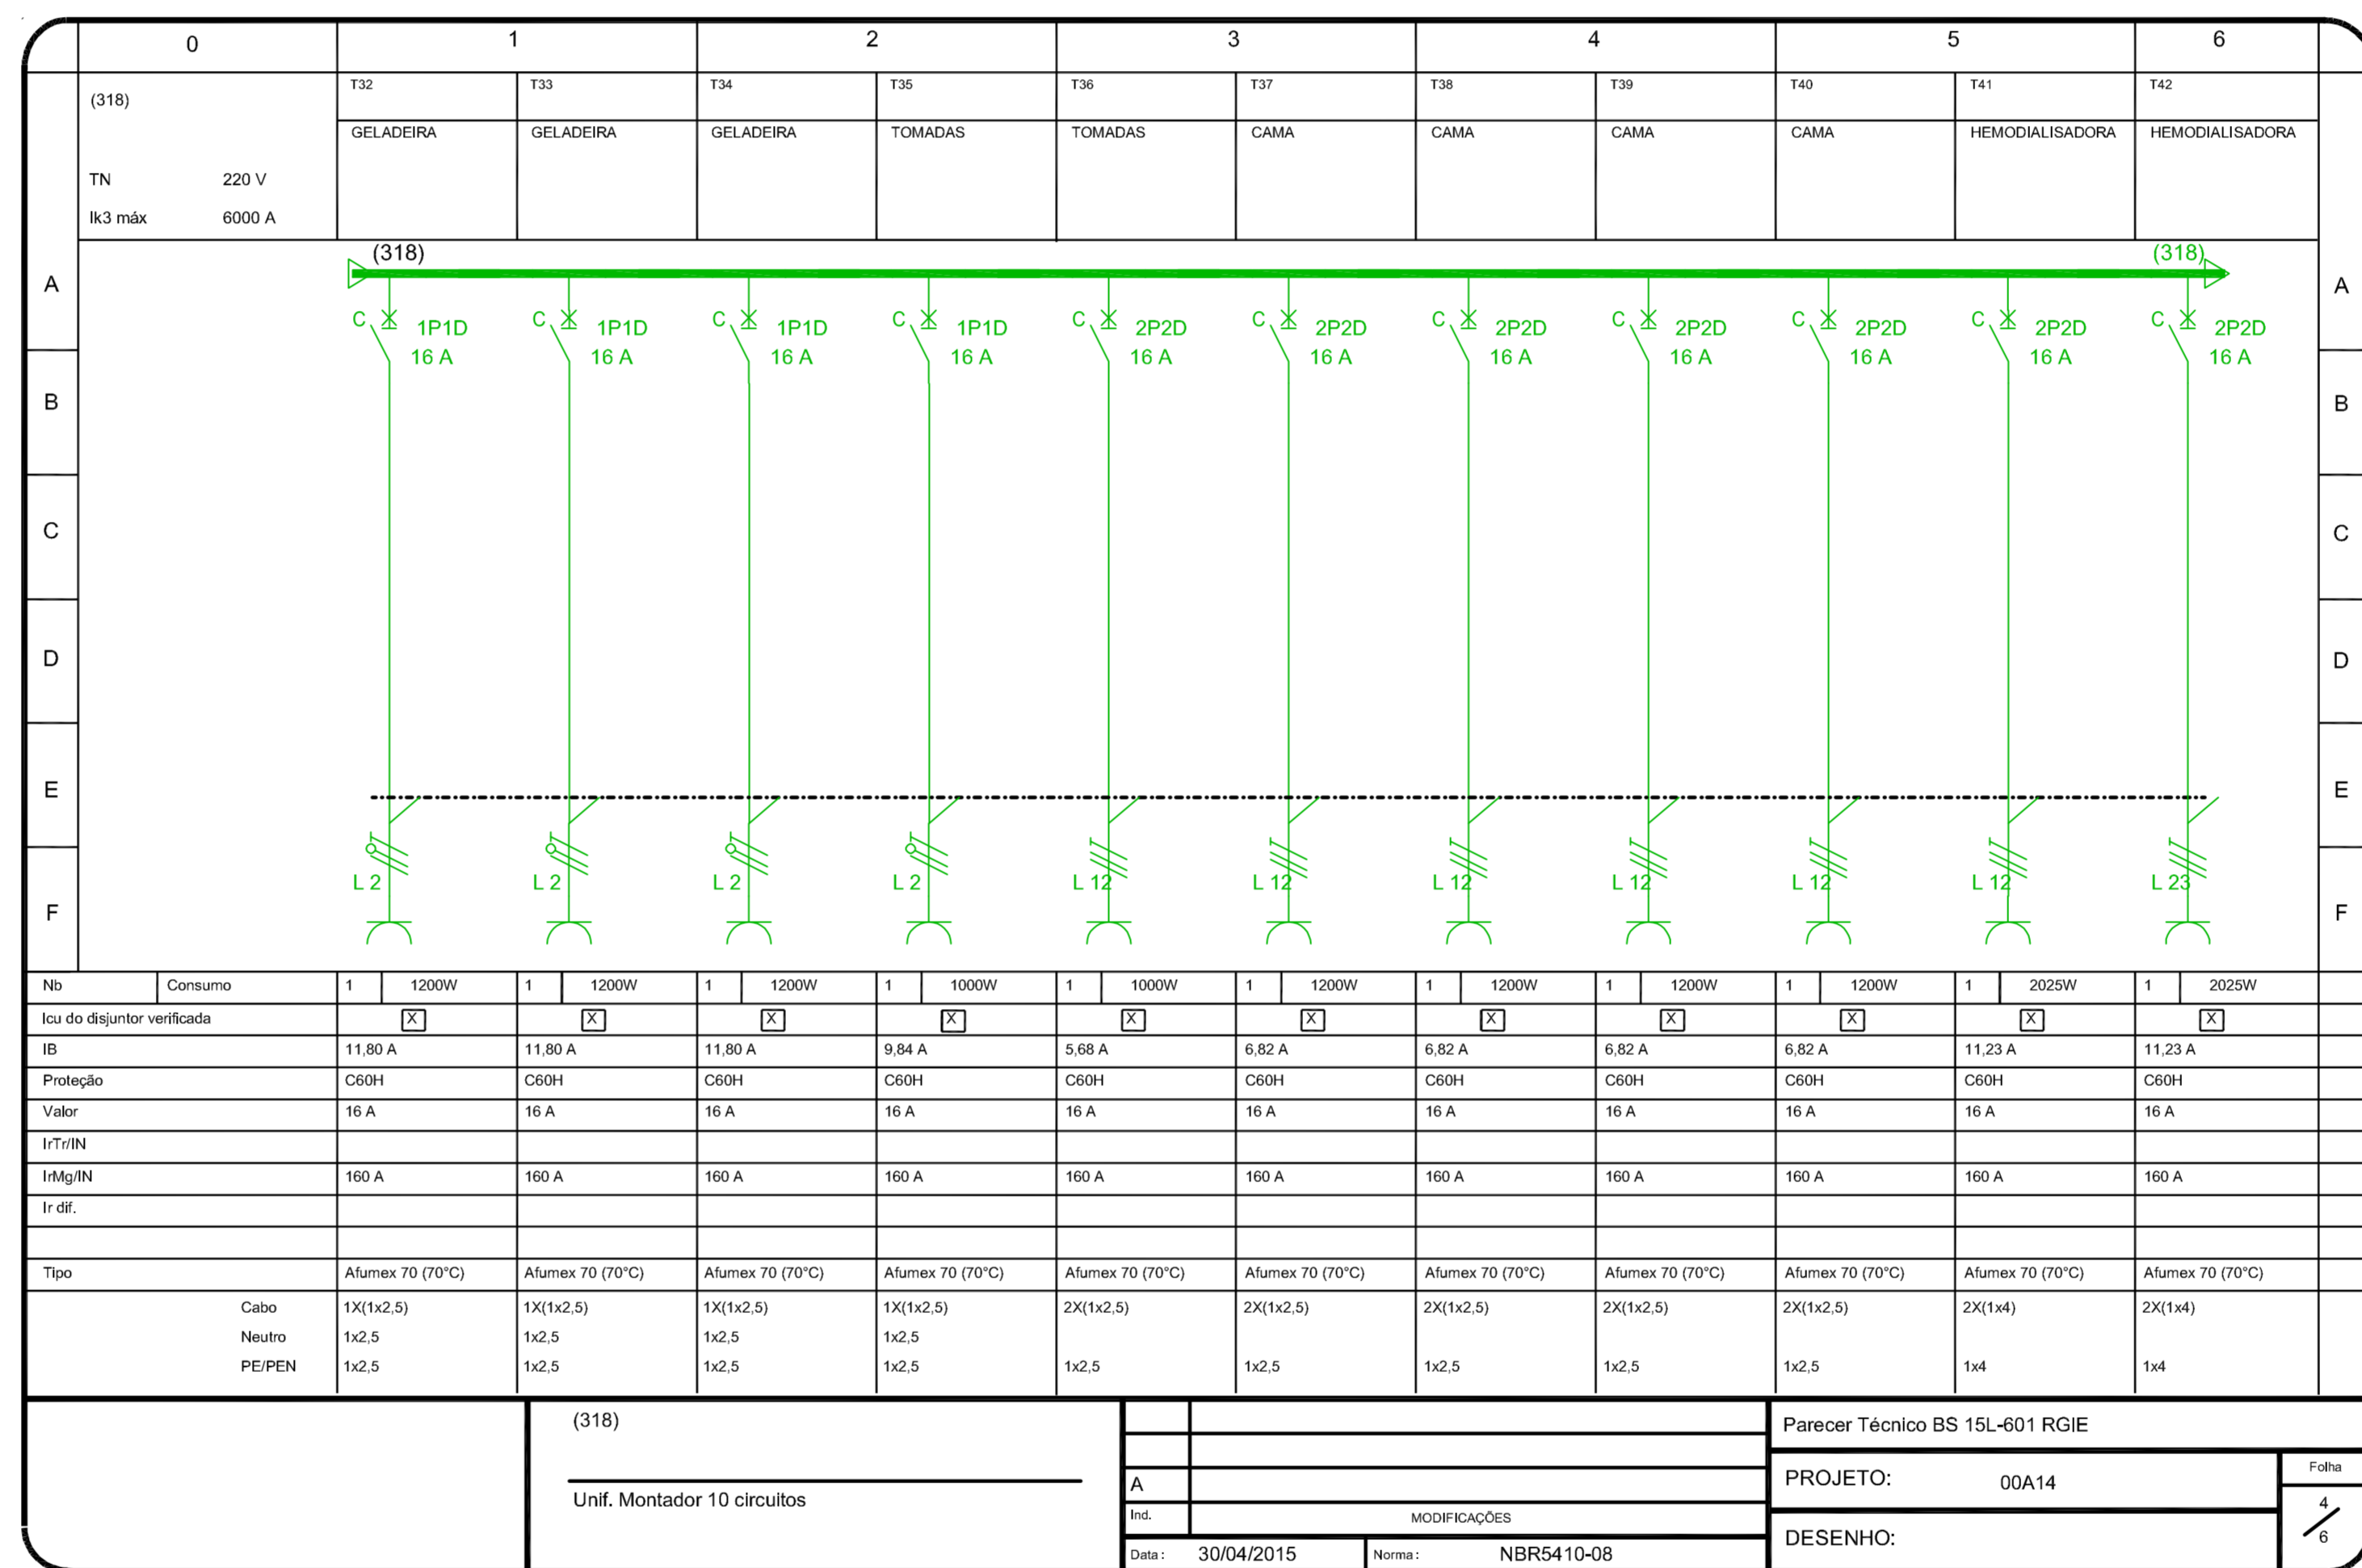 0 1 2 3 4 5 6
(318) T32 T33 T34 T35 T36 T37 T38 T39 T40 T41 T42
GELADEIRA GELADEIRA GELADEIRA TOMADAS TOMADAS CAMA CAMA CAMA CAMA HEMODIALISADORA HEMODIALISADORA
TN 220 V
Ik3 máx 6000 A
(318) (318)
A A
C 1P1D C 1P1D C 1P1D C 1P1D C 2P2D C 2P2D C 2P2D C 2P2D C 2P2D C 2P2D C 2P2D
16 A 16 A 16 A 16 A 16 A 16 A 16 A 16 A 16 A 16 A 16 A
B B
C C
D D
E E
L 2 L 2 L 2 L 2 L 12 L 12 L 12 L 12 L 12 L 12 L 23
F F
Nb Consumo 1 1200W 1 1200W 1 1200W 1 1000W 1 1000W 1 1200W 1 1200W 1 1200W 1 1200W 1 2025W 1 2025W
Icu do disjuntor verificada X X X X X X X X X X X
IB 11,80 A 11,80 A 11,80 A 9,84 A 5,68 A 6,82 A 6,82 A 6,82 A 6,82 A 11,23 A 11,23 A
Proteção C60H C60H C60H C60H C60H C60H C60H C60H C60H C60H C60H
Valor 16 A 16 A 16 A 16 A 16 A 16 A 16 A 16 A 16 A 16 A 16 A
IrTr/IN
IrMg/IN 160 A 160 A 160 A 160 A 160 A 160 A 160 A 160 A 160 A 160 A 160 A
Ir dif.
Tipo Afumex 70 (70°C) Afumex 70 (70°C) Afumex 70 (70°C) Afumex 70 (70°C) Afumex 70 (70°C) Afumex 70 (70°C) Afumex 70 (70°C) Afumex 70 (70°C) Afumex 70 (70°C) Afumex 70 (70°C) Afumex 70 (70°C)
Cabo 1X(1x2,5) 1X(1x2,5) 1X(1x2,5) 1X(1x2,5) 2X(1x2,5) 2X(1x2,5) 2X(1x2,5) 2X(1x2,5) 2X(1x2,5) 2X(1x4) 2X(1x4)
Neutro 1x2,5 1x2,5 1x2,5 1x2,5
PE/PEN 1x2,5 1x2,5 1x2,5 1x2,5 1x2,5 1x2,5 1x2,5 1x2,5 1x2,5 1x4 1x4
(318)
Unif. Montador 10 circuitos
A
Ind. MODIFICAÇÕES
Data : 30/04/2015 Norma : NBR5410-08
Parecer Técnico BS 15L-601 RGIE
PROJETO: 00A14
DESENHO:
Folha
4
6